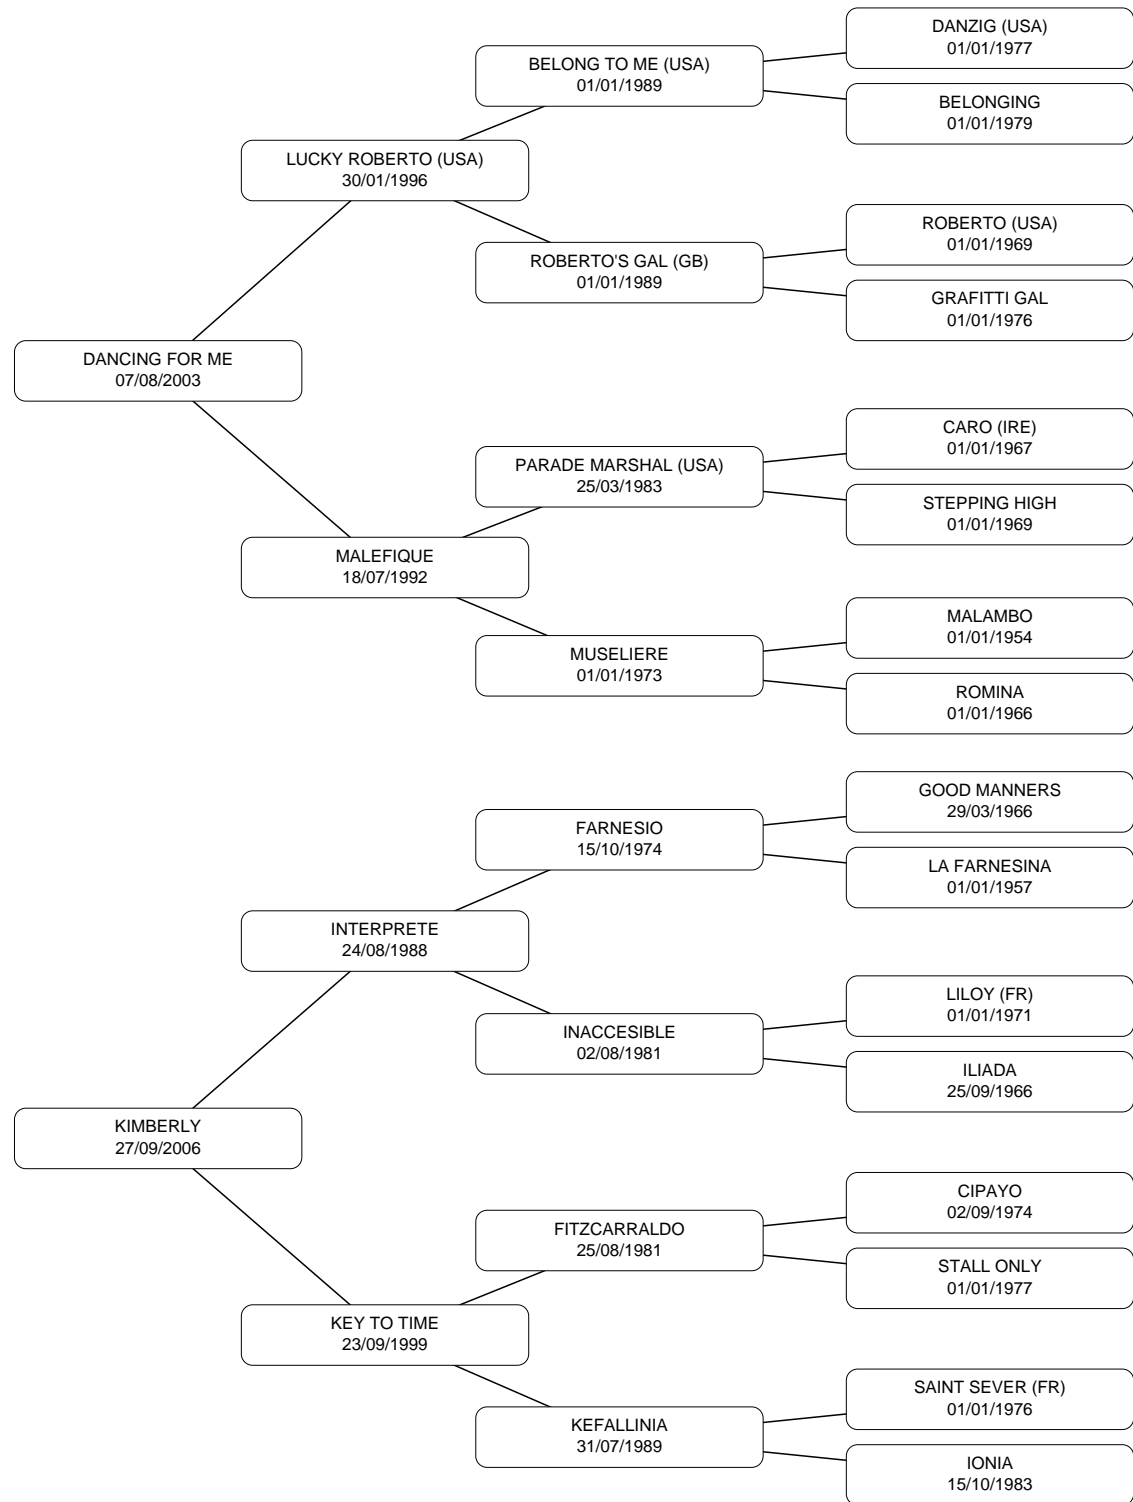 DANZIG (USA)
01/01/1977
BELONG TO ME (USA)
01/01/1989
BELONGING
01/01/1979
LUCKY ROBERTO (USA)
30/01/1996
ROBERTO (USA)
01/01/1969
ROBERTO'S GAL (GB)
01/01/1989
GRAFITTI GAL
01/01/1976
DANCING FOR ME
07/08/2003
CARO (IRE)
01/01/1967
PARADE MARSHAL (USA)
25/03/1983
STEPPING HIGH
01/01/1969
MALEFIQUE
18/07/1992
MALAMBO
01/01/1954
MUSELIERE
01/01/1973
ROMINA
01/01/1966
GOOD MANNERS
29/03/1966
FARNESIO
15/10/1974
LA FARNESINA
01/01/1957
INTERPRETE
24/08/1988
LILOY (FR)
01/01/1971
INACCESIBLE
02/08/1981
ILIADA
25/09/1966
KIMBERLY
27/09/2006
CIPAYO
02/09/1974
FITZCARRALDO
25/08/1981
STALL ONLY
01/01/1977
KEY TO TIME
23/09/1999
SAINT SEVER (FR)
01/01/1976
KEFALLINIA
31/07/1989
IONIA
15/10/1983